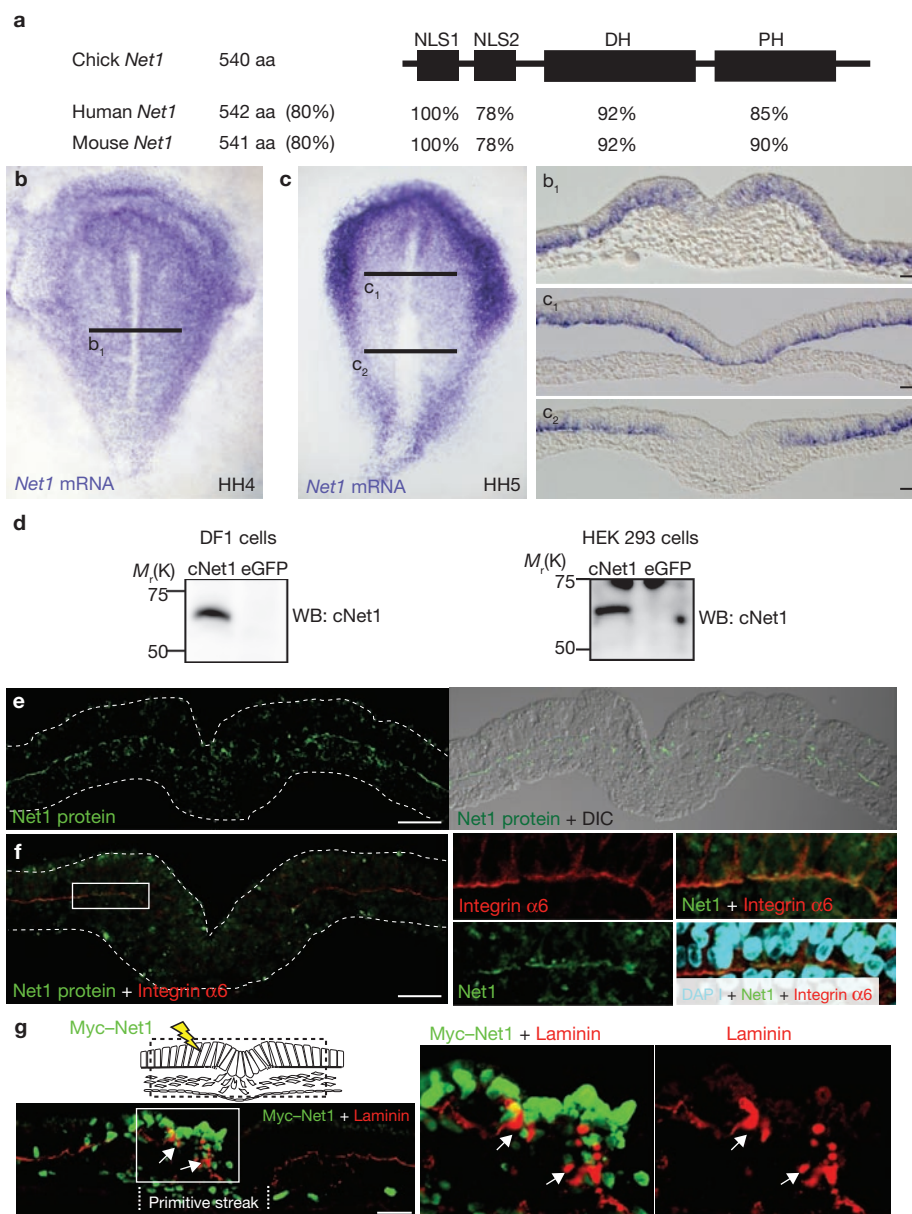 a
NLS1 NLS2 DH PH
Chick Net1 540 aa
Human Net1 542 aa (80%) 100% 78% 92% 85%
Mouse Net1 541 aa (80%) 100% 78% 92% 90%
b
b1
Net1 mRNA HH4
c
c1
c2
Net1 mRNA HH5
b1
c1
c2
d
DF1 cells
Mr(K) cNet1 eGFP
75
50
WB: cNet1
HEK 293 cells
Mr(K) cNet1 eGFP
75
50
WB: cNet1
e
Net1 protein
Net1 protein + DIC
f
Net1 protein + Integrin α6
Integrin α6
Net1 + Integrin α6
Net1
DAP I + Net1 + Integrin α6
g
Myc–Net1
Myc–Net1 + Laminin
Primitive streak
Myc–Net1 + Laminin
Laminin